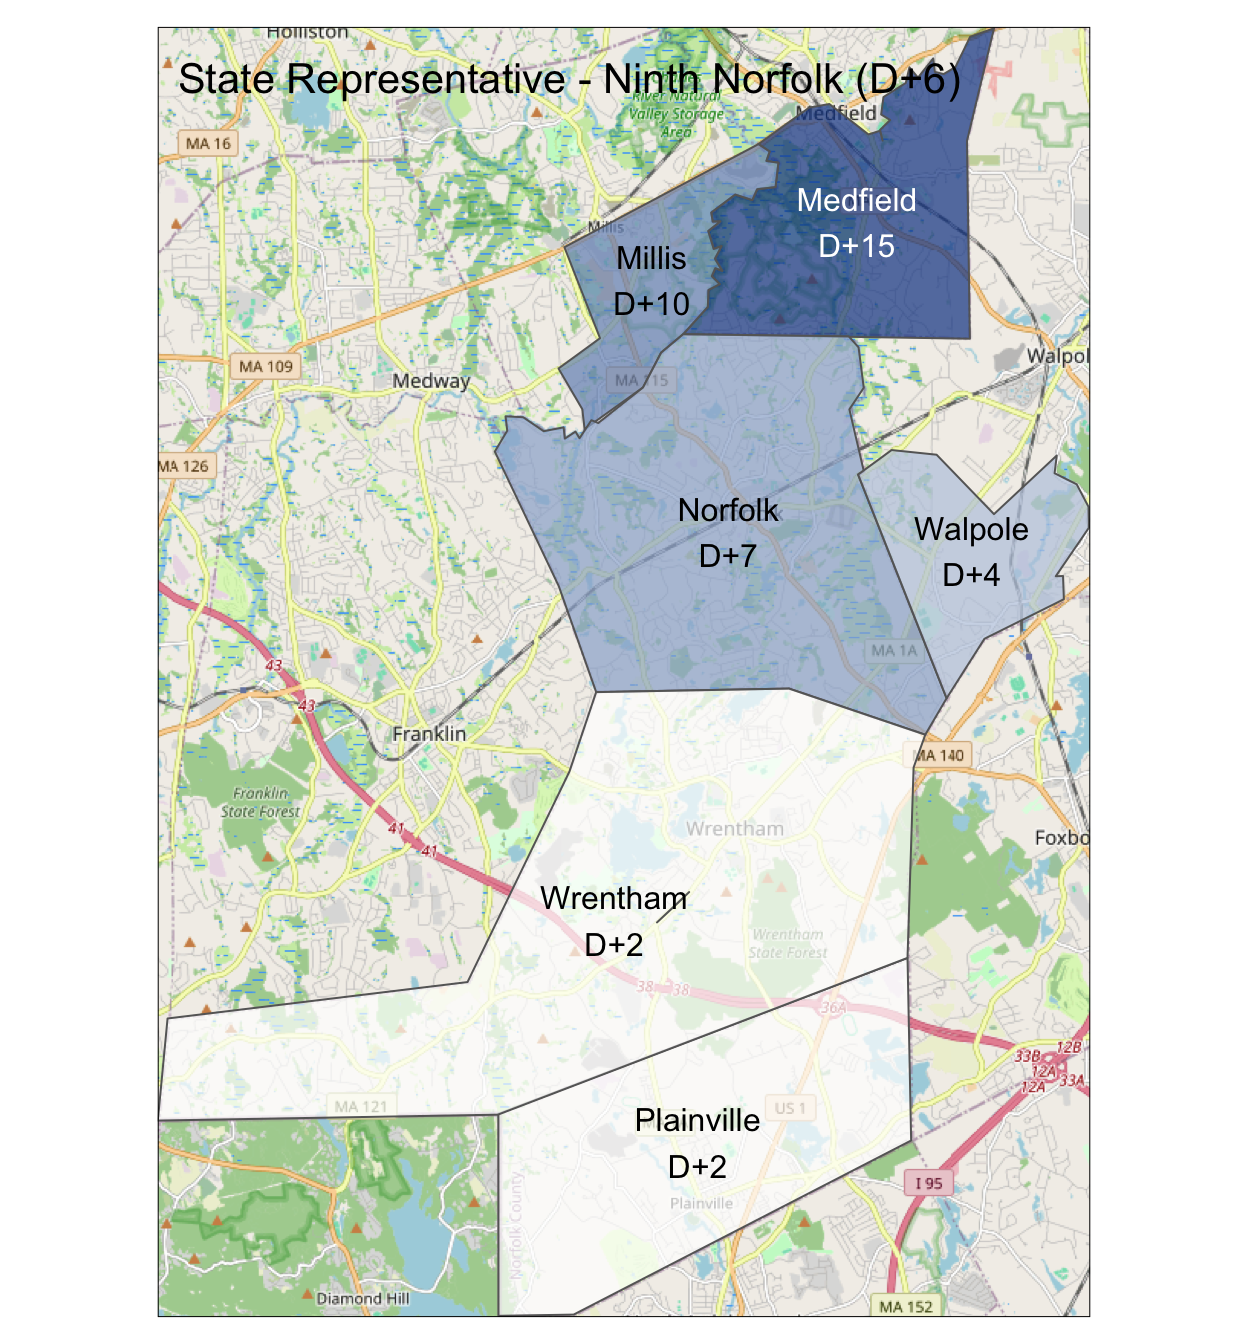 Holliston
State Representative - Ninth Norfolk (D+6)
River Natural
Valley Storage
Area
Medfield
MA 16
Medfield
D+15
Millis
Millis
D+10
MA 109
MA 115
Walpol
Medway
MA 126
Norfolk
D+7
Walpole
D+4
MA 1A
43
43
Franklin
MA 140
Franklin
State Forest
41
41
Wrentham
Foxbo
Wrentham
D+2
Wrentham
State Forest
38
38
36A
33B
12B
12A
33A
12A
MA 121
US 1
Plainville
D+2
I 95
Plainville
Norfolk County
Diamond Hill
MA 152